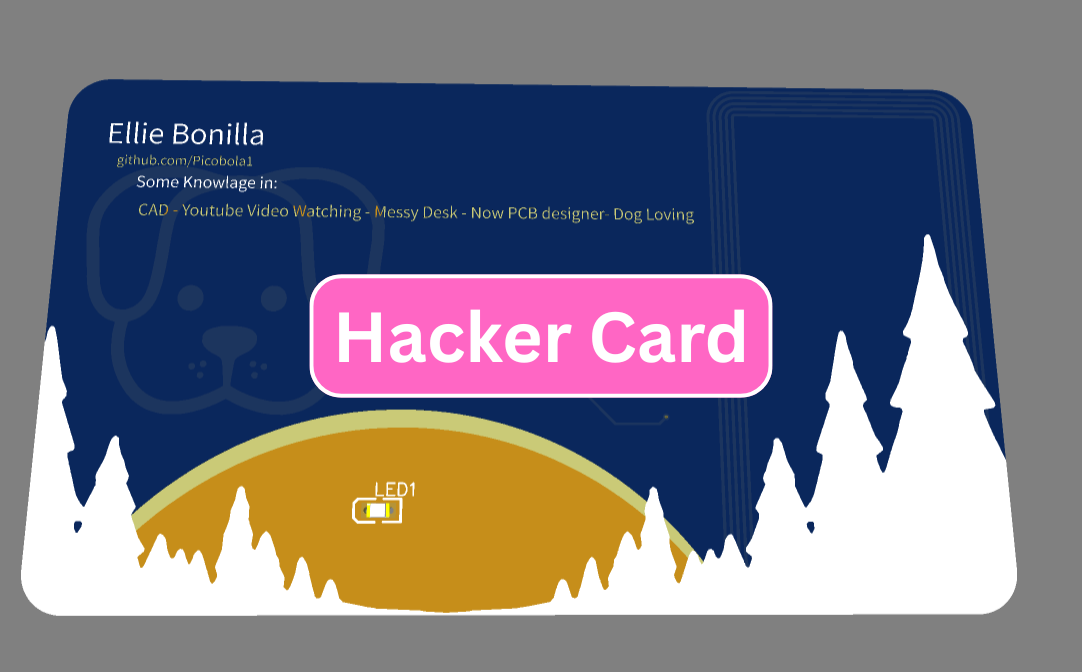 Ellie Bonilla
github.com/Picobola1
Some Knowlage in:
CAD - Youtube Video Watching - Messy Desk - Now PCB designer- Dog Loving
Hacker Card
LED1